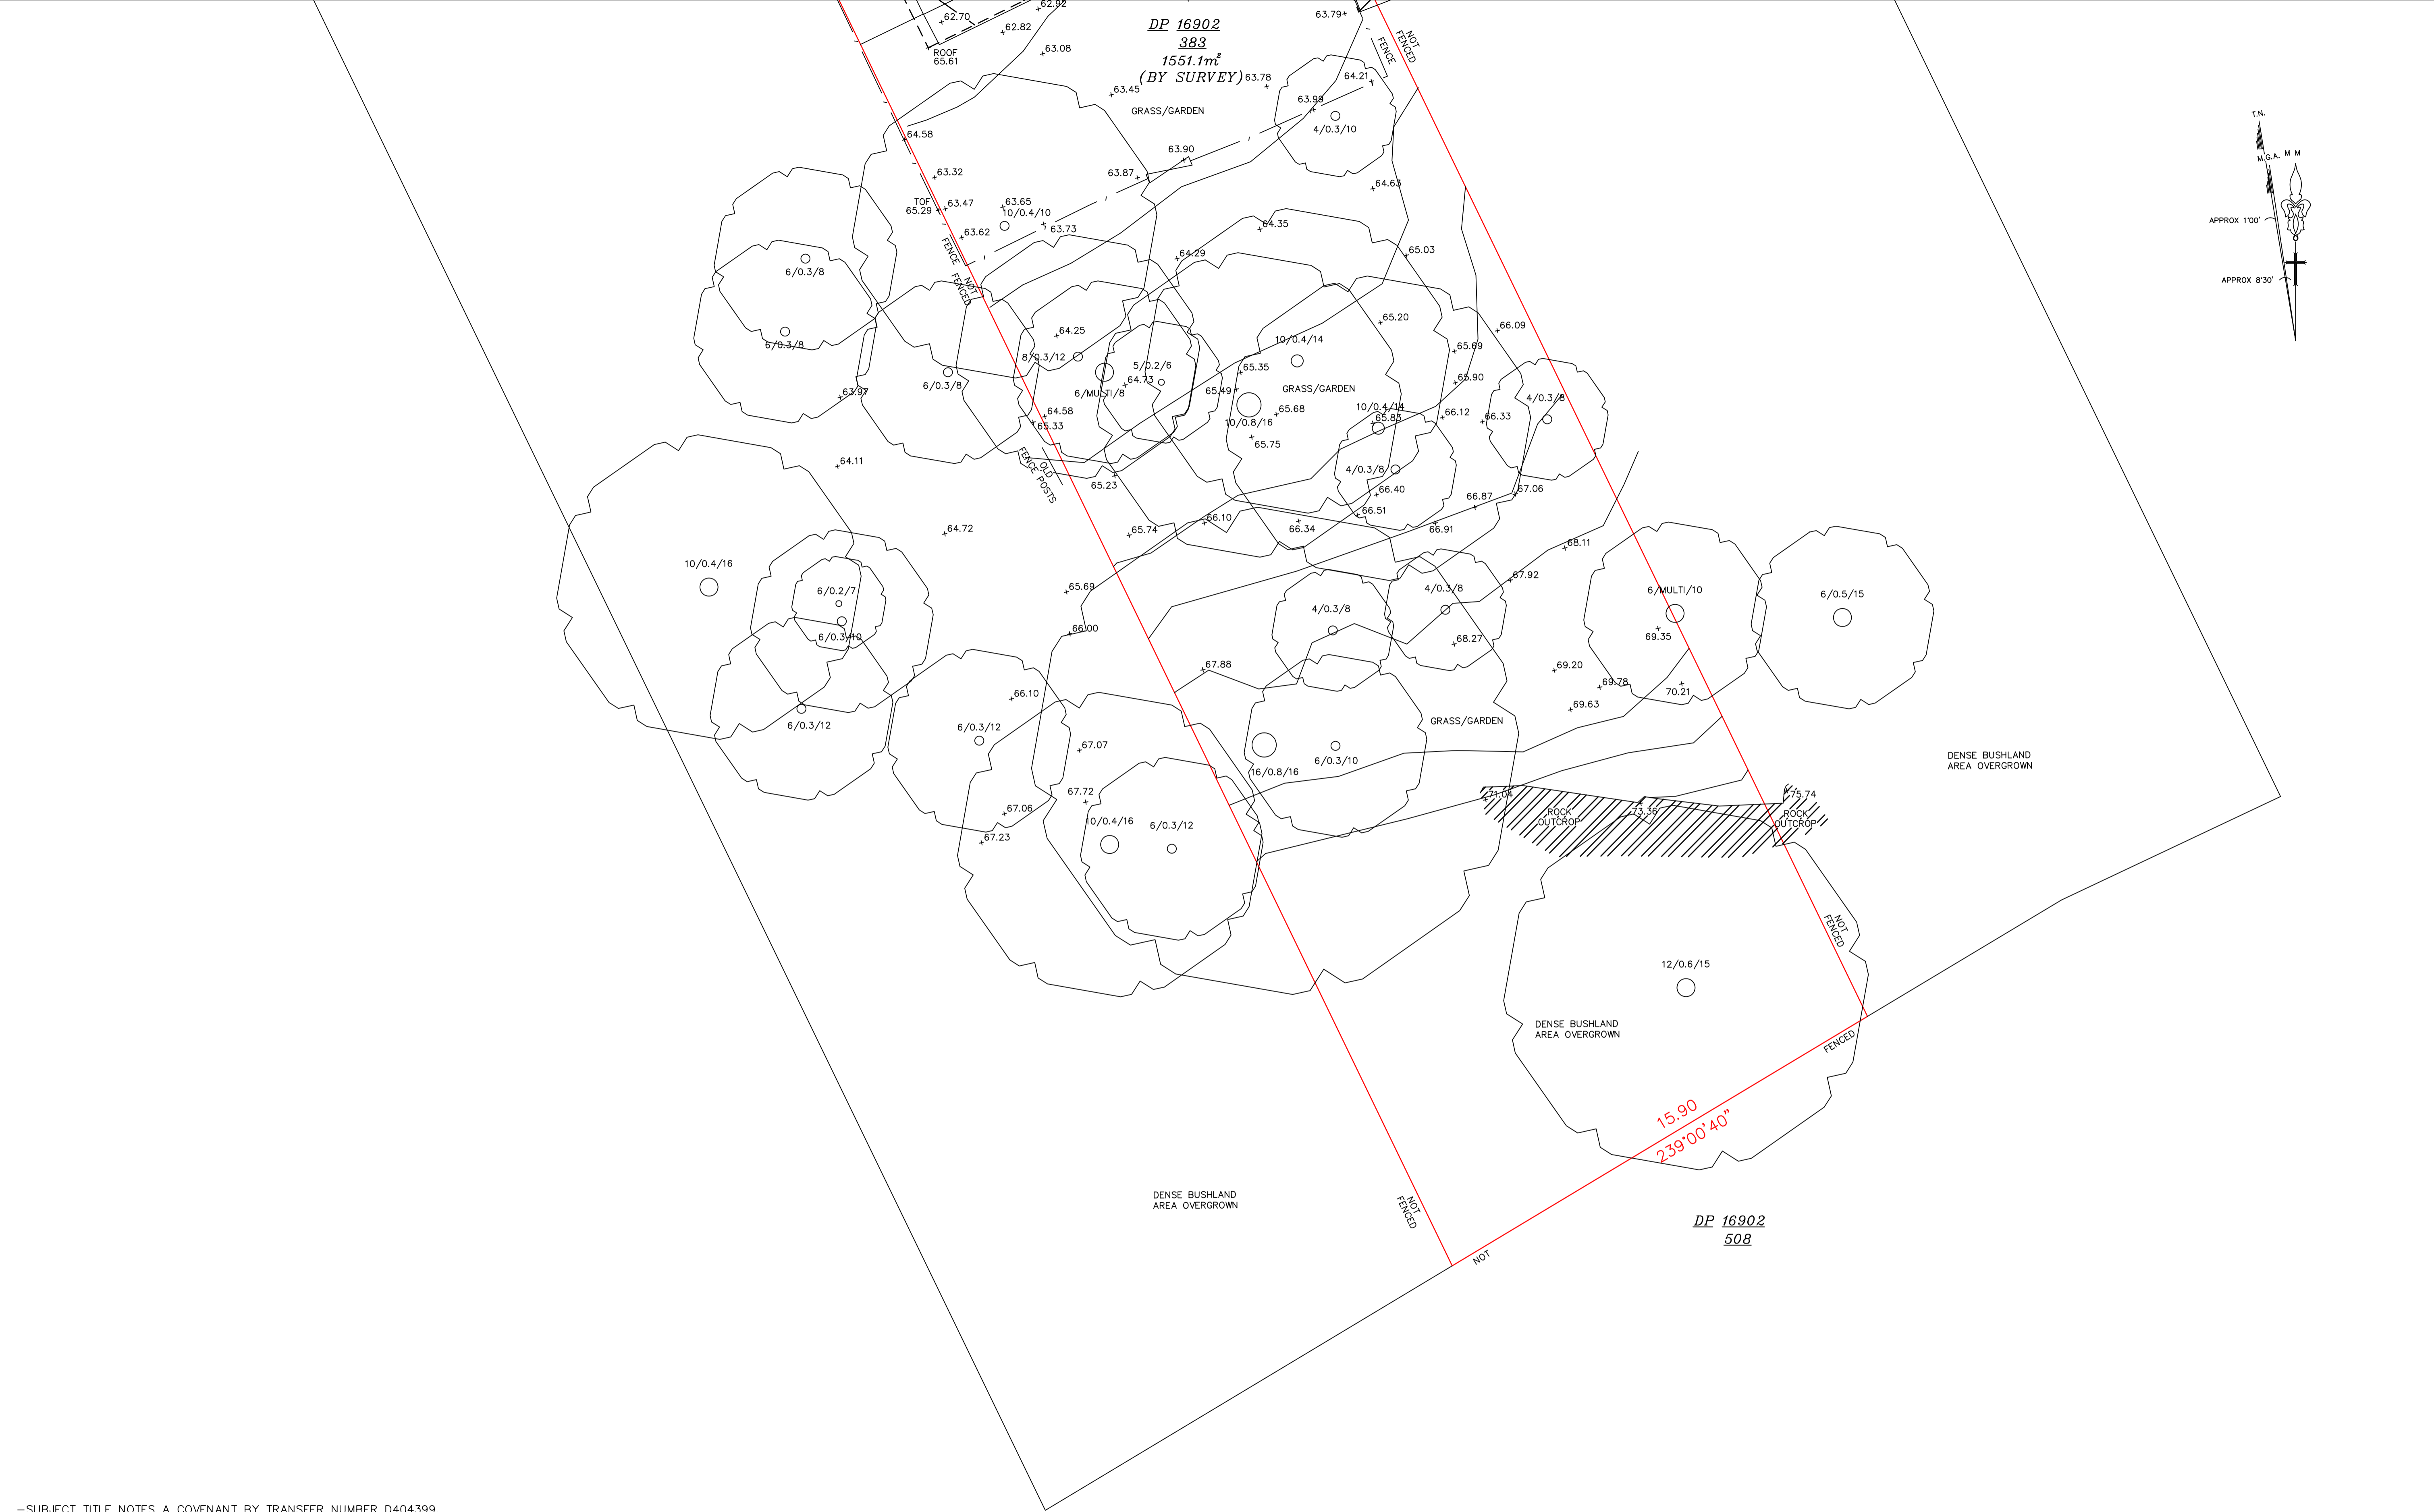 62.92
62.70
62.82
63.79
DP 16902
383
1551.1m²
(BY SURVEY)
ROOF
65.61
63.08
FENCE
NOT
FENCED
63.78
64.21
63.45
GRASS/GARDEN
63.99
4/0.3/10
T.N.
M.G.A.
M M
APPROX 1°00'
APPROX 8°30'
64.58
63.90
63.87
63.32
64.63
TOF
65.29
63.47
63.65
10/0.4/10
63.73
63.62
64.35
64.29
65.03
FENCE
NOT
FENCED
6/0.3/8
6/0.3/8
64.25
65.20
66.09
10/0.4/14
65.69
8/0.3/12
5/0.2/6
65.35
65.90
6/0.3/8
64.73
6/MULTI/8
65.49
GRASS/GARDEN
63.97
4/0.3/8
64.58
65.33
65.68
10/0.8/16
65.75
10/0.4/14
65.83
66.12
66.33
64.11
OLD
FENCE POSTS
4/0.3/8
65.23
66.40
66.87
67.06
66.51
66.10
66.34
66.91
64.72
65.74
68.11
10/0.4/16
6/0.2/7
6/0.3/10
65.69
67.92
4/0.3/8
4/0.3/8
6/MULTI/10
6/0.5/15
66.00
68.27
69.35
67.88
69.20
69.78
70.21
69.63
66.10
6/0.3/12
6/0.3/12
GRASS/GARDEN
67.07
16/0.8/16
6/0.3/10
DENSE BUSHLAND
AREA OVERGROWN
67.72
67.06
71.04
73.36
75.74
ROCK
OUTCROP
ROCK
OUTCROP
10/0.4/16
6/0.3/12
67.23
NOT
FENCED
12/0.6/15
DENSE BUSHLAND
AREA OVERGROWN
FENCED
15.90
239°00'40"
DENSE BUSHLAND
AREA OVERGROWN
NOT
FENCED
NOT
DP 16902
508
-SUBJECT TITLE NOTES A COVENANT BY TRANSFER NUMBER D404399